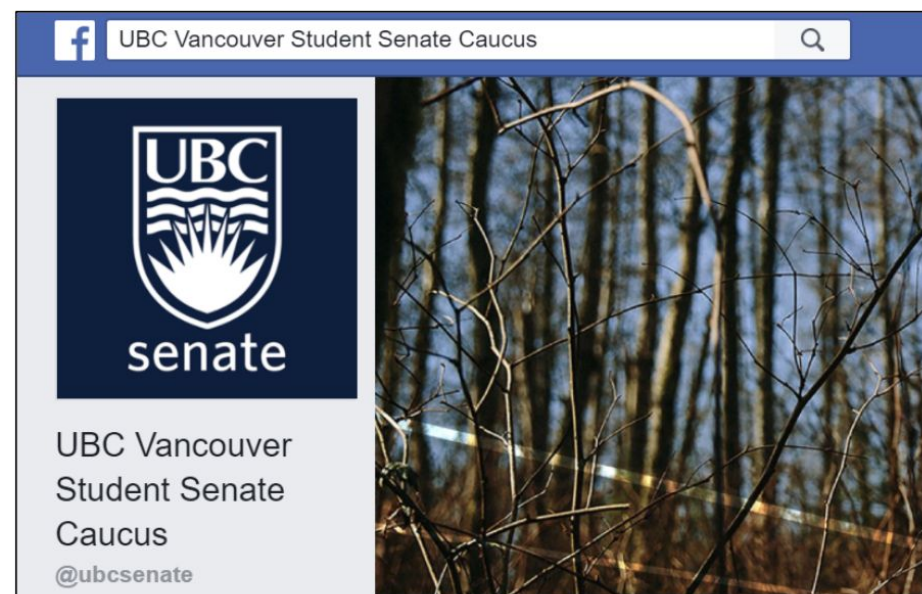 UBC Vancouver Student Senate Caucus
UBC
senate
UBC Vancouver
Student Senate
Caucus
@ubcsenate